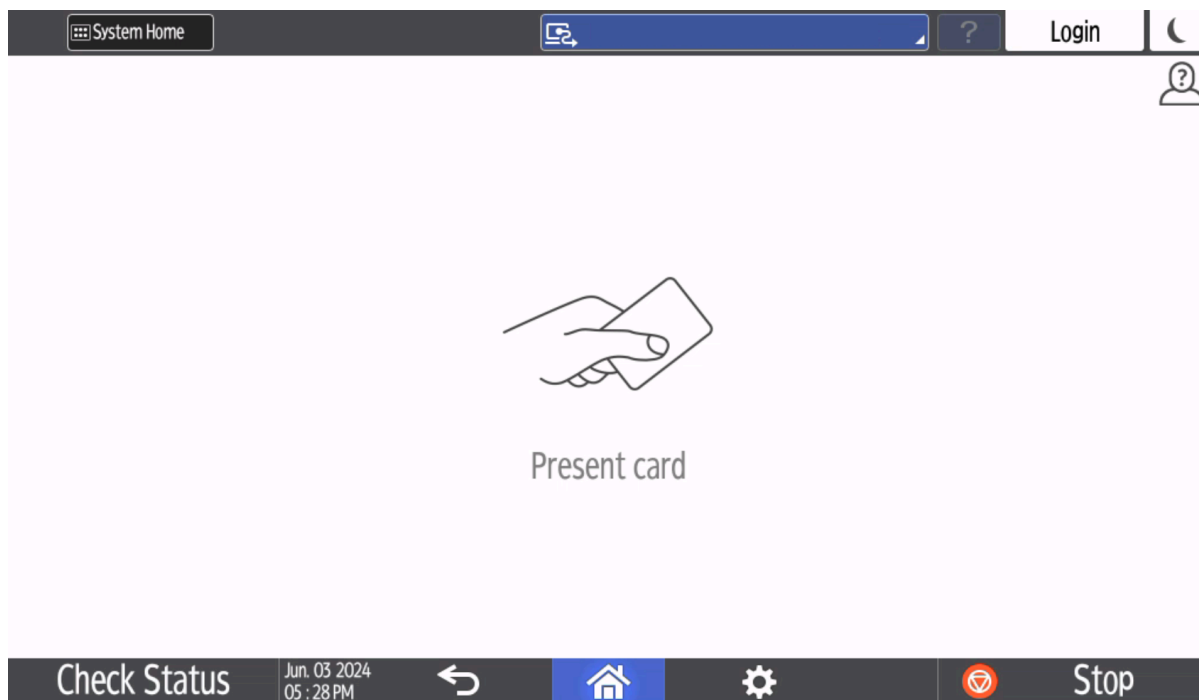 System Home
?
Login
?
Present card
Check Status
Jun. 03 2024
05 : 28 PM
Stop